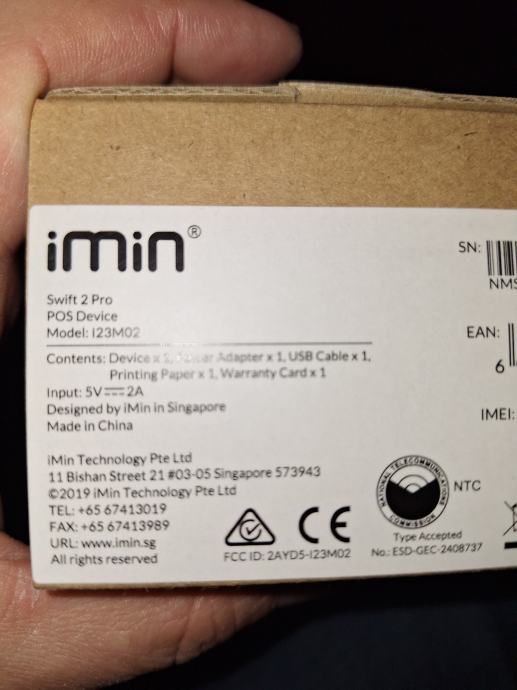 imin®
Swift 2 Pro
POS Device
Model: I23M02
Contents: Device x 1, Power Adapter x 1, USB Cable x 1,
Printing Paper x 1, Warranty Card x 1
Input: 5V⎓2A
Designed by iMin in Singapore
Made in China
iMin Technology Pte Ltd
11 Bishan Street 21 #03-05 Singapore 573943
©2019 iMin Technology Pte Ltd
TEL: +65 67413019
FAX: +65 67413989
URL: www.imin.sg
All rights reserved
CE
FCC ID: 2AYD5-I23M02
NATIONAL TELECOMMUNICATIONS
COMMISSION
NTC
Type Accepted
No.: ESD-GEC-2408737
SN:
NMS
EAN:
6
IMEI: